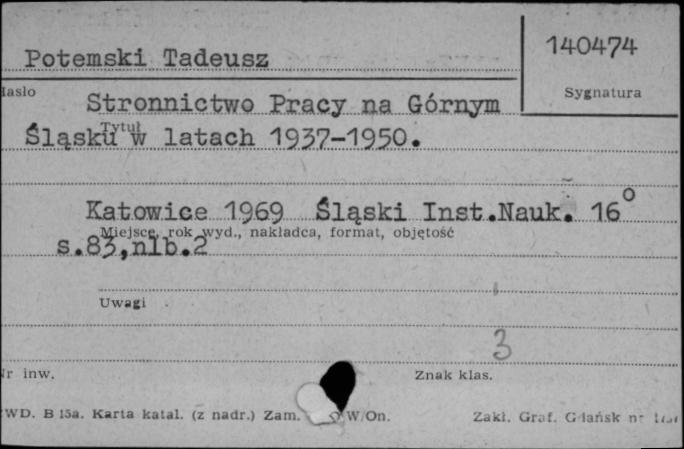 Potemski Tadeusz
140474
Sygnatura
Stronnictwo Pracy na Górnym
Tytuł
Śląsku w latach 1937-1950.
Katowice 1969 Śląski Inst.Nauk. 16°
Miejsce, rok wyd., nakładca, format, objętość
s.83,nlb.2
Uwagi
3
inw.
Znak klas.
B 15a. Karta katal. (z nadr.) Zam. W/On.
Zakł. Graf. Gdańsk nr